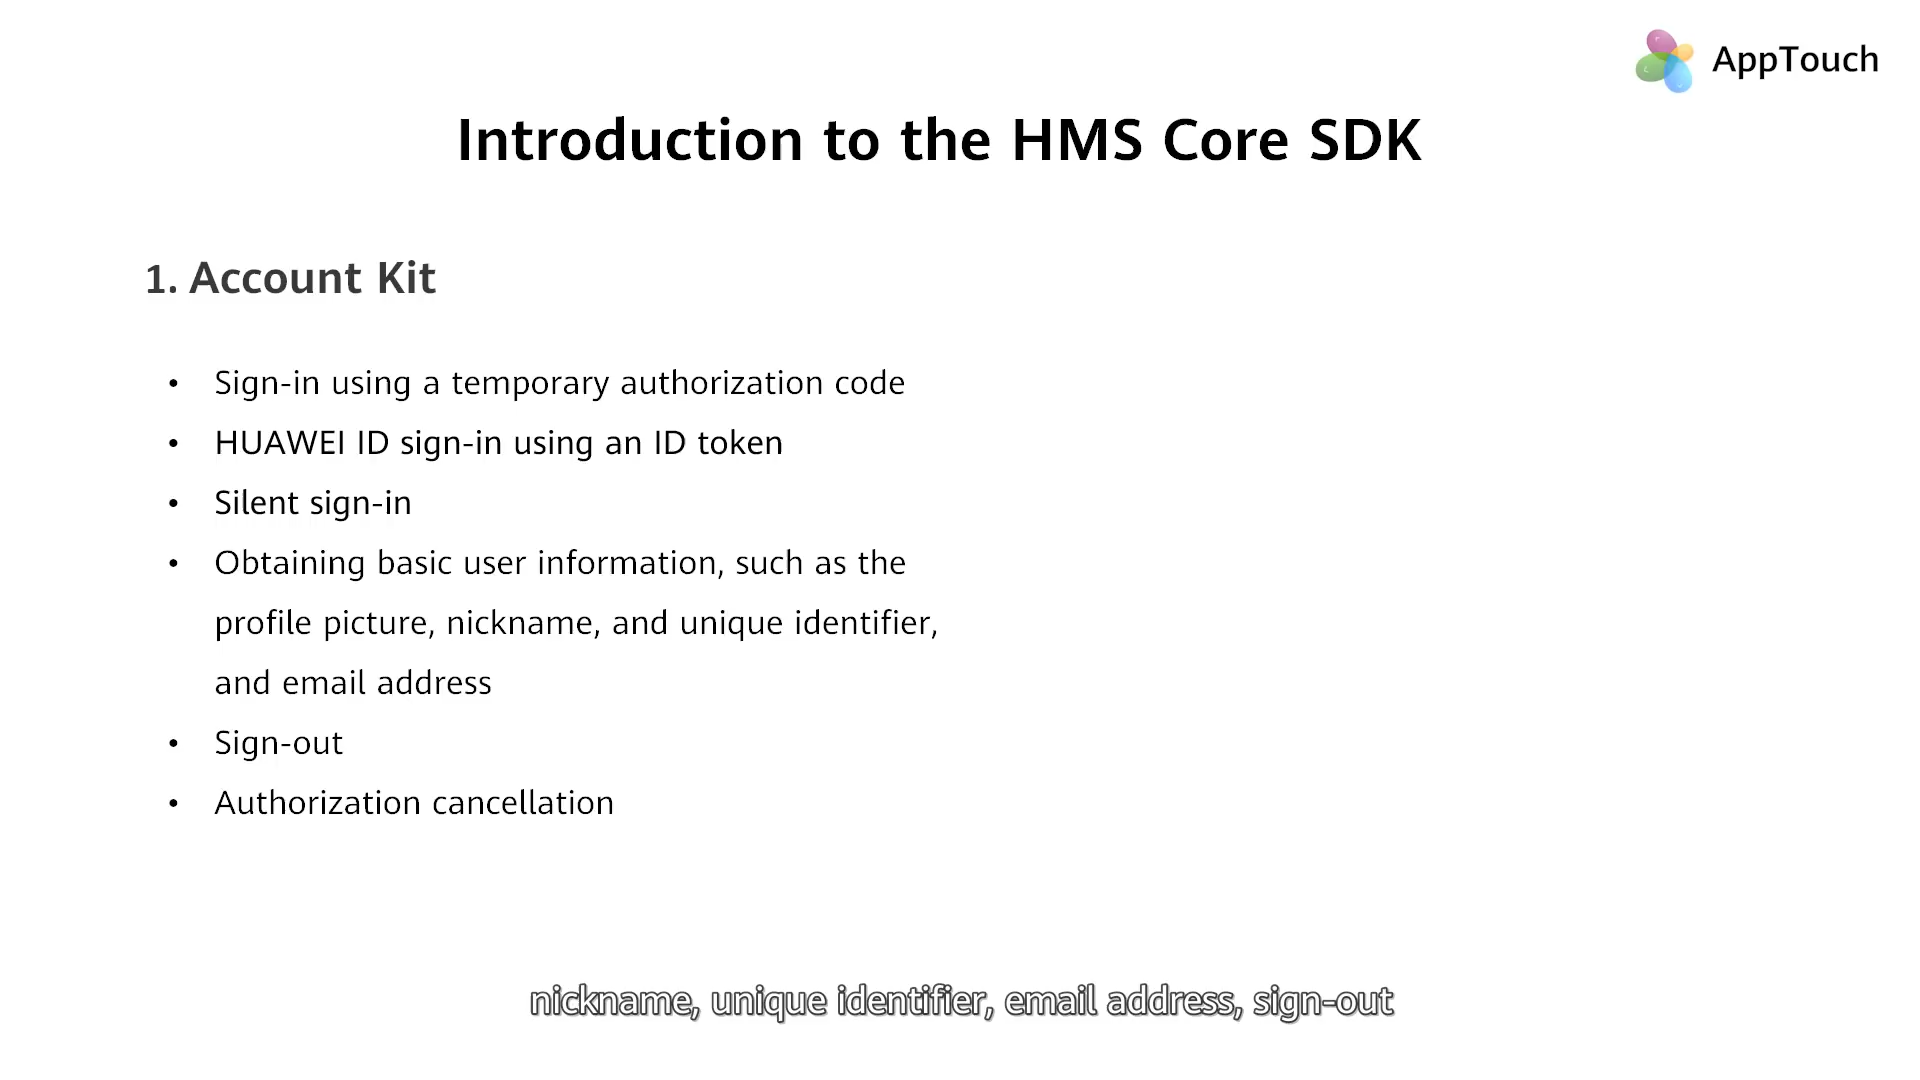 AppTouch
Introduction to the HMS Core SDK
1. Account Kit
• Sign-in using a temporary authorization code
• HUAWEI ID sign-in using an ID token
• Silent sign-in
• Obtaining basic user information, such as the
profile picture, nickname, and unique identifier,
and email address
• Sign-out
• Authorization cancellation
nickname, unique identifier, email address, sign-out